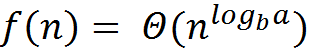 f(n) = Θ(n^{log_b a})